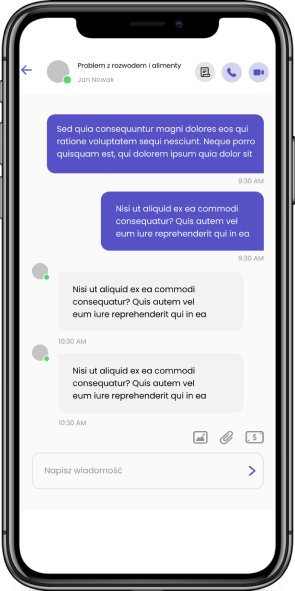 Problem z rozwodem i alimenty
Jan Nowak
Sed quia consequuntur magni dolores eos qui
ratione voluptatem sequi nesciunt. Neque porro
quisquam est, qui dolorem ipsum quia dolor sit
9:30 AM
Nisi ut aliquid ex ea commodi
consequatur? Quis autem vel
eum iure reprehenderit qui in ea
9:30 AM
Nisi ut aliquid ex ea commodi
consequatur? Quis autem vel
eum iure reprehenderit qui in ea
10:30 AM
Nisi ut aliquid ex ea commodi
consequatur? Quis autem vel
eum iure reprehenderit qui in ea
10:30 AM
Napisz wiadomość